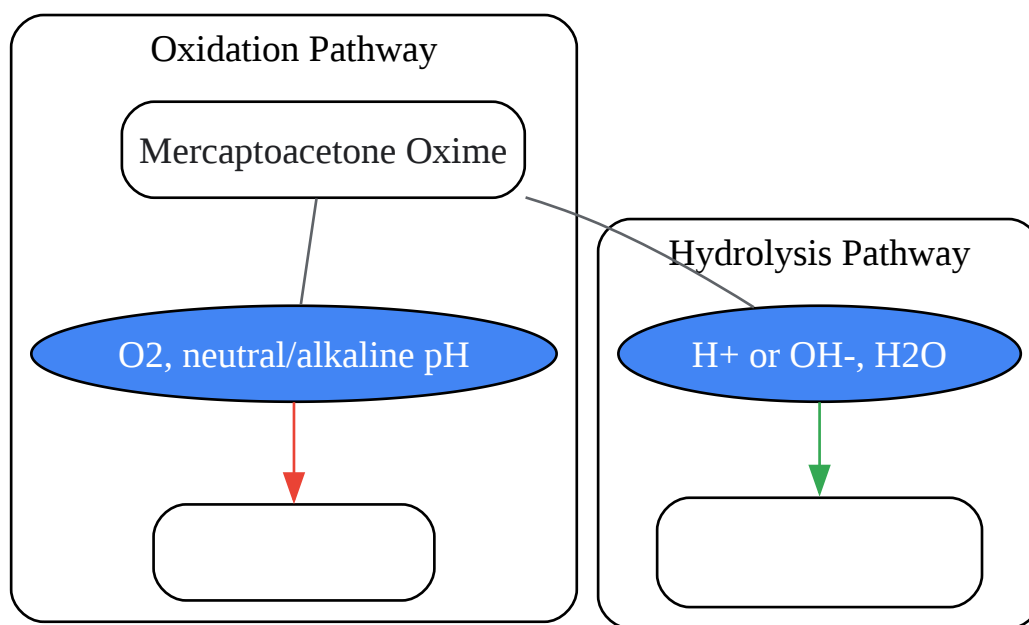 Oxidation Pathway
Mercaptoacetone Oxime
Hydrolysis Pathway
O2, neutral/alkaline pH
H+ or OH-, H2O